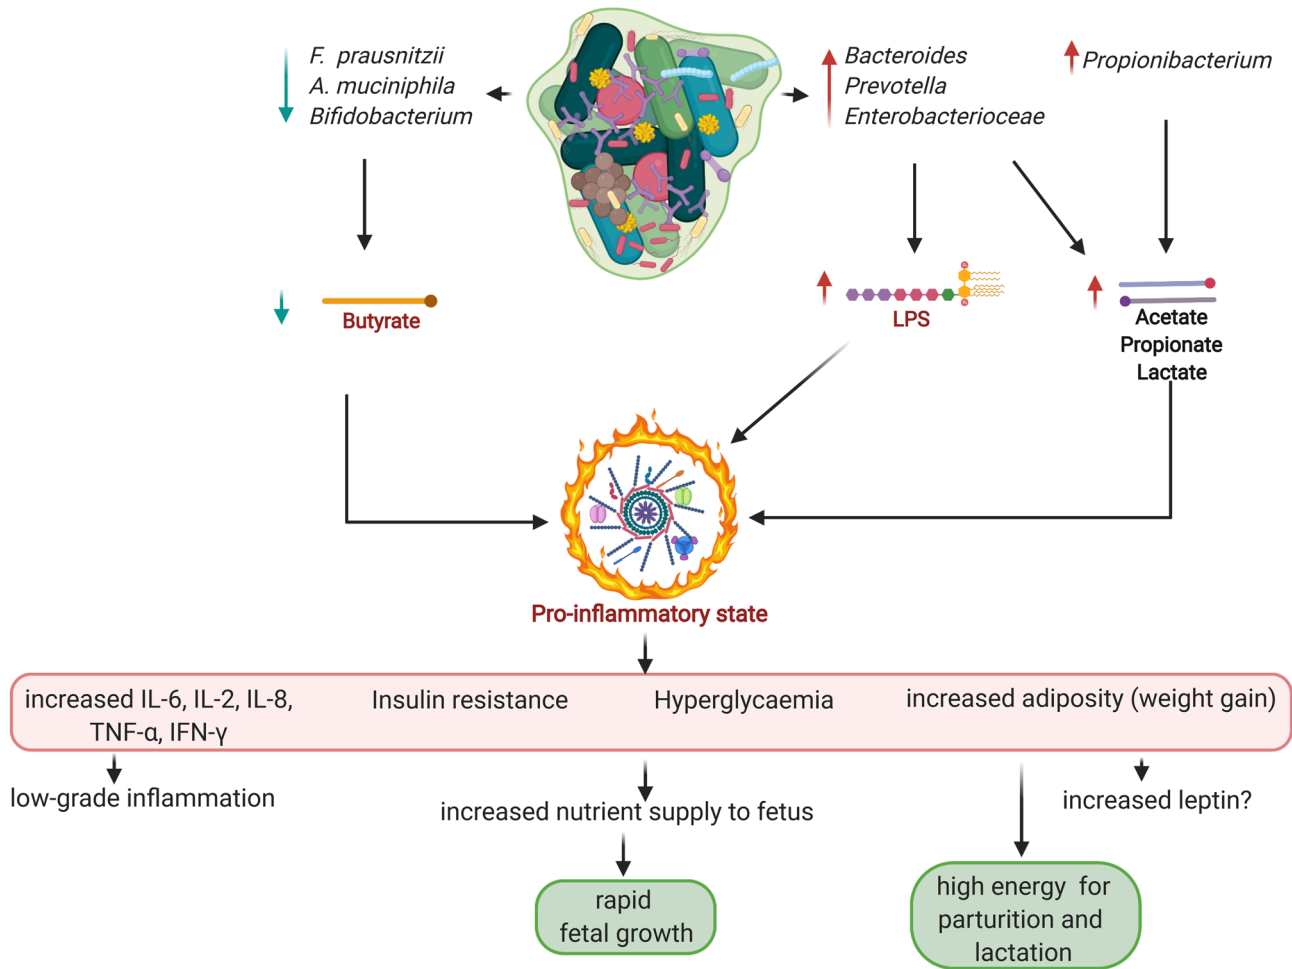 F. prausnitzii
A. muciniphila
Bifidobacterium
Bacteroides
Prevotella
Enterobacterioceae
Propionibacterium
Butyrate
LPS
Acetate
Propionate
Lactate
Pro-inflammatory state
increased IL-6, IL-2, IL-8,
TNF-α, IFN-γ
Insulin resistance
Hyperglycaemia
increased adiposity (weight gain)
low-grade inflammation
increased nutrient supply to fetus
increased leptin?
rapid
fetal growth
high energy for
parturition and
lactation